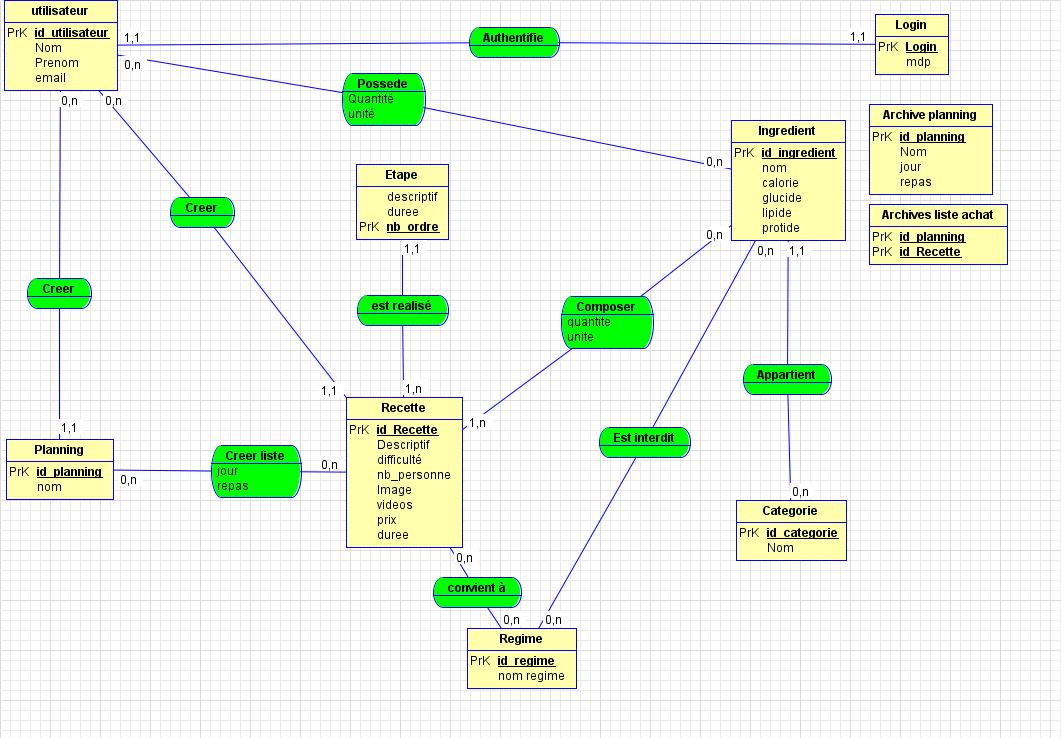 utilisateur
PrK id_utilisateur
Nom
Prenom
email
1,1
0,n
0,n
0,n
Authentifie
1,1
Login
PrK Login
mdp
Possede
Quantité
unité
0,n
Archive planning
PrK id_planning
Nom
jour
repas
Ingredient
PrK id_ingredient
nom
calorie
glucide
lipide
protide
0,n
0,n
1,1
Archives liste achat
PrK id_planning
PrK id_Recette
Etape
descriptif
duree
PrK nb_ordre
1,1
Creer
Creer
est realisé
Composer
quantite
unite
Appartient
1,1
1,n
1,n
1,1
Recette
PrK id_Recette
Descriptif
difficulté
nb_personne
Image
videos
prix
duree
0,n
0,n
Planning
PrK id_planning
nom
0,n
Creer liste
jour
repas
Est interdit
0,n
Categorie
PrK id_categorie
Nom
convient à
0,n
0,n
Regime
PrK id_regime
nom regime